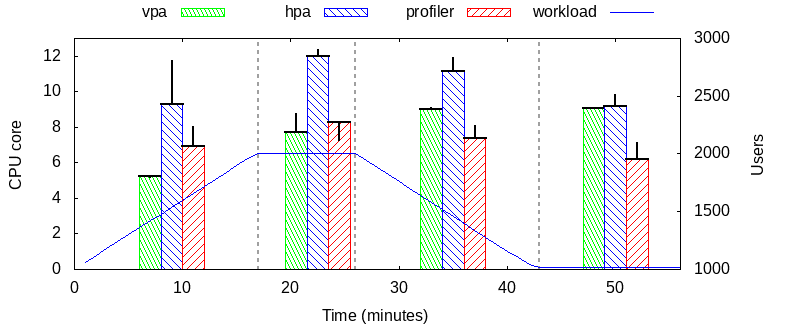 vpa hpa profiler workload
12 3000
10 2500
8
6 2000
4 1500
2
0 1000
CPU core
Users
0 10 20 30 40 50
Time (minutes)